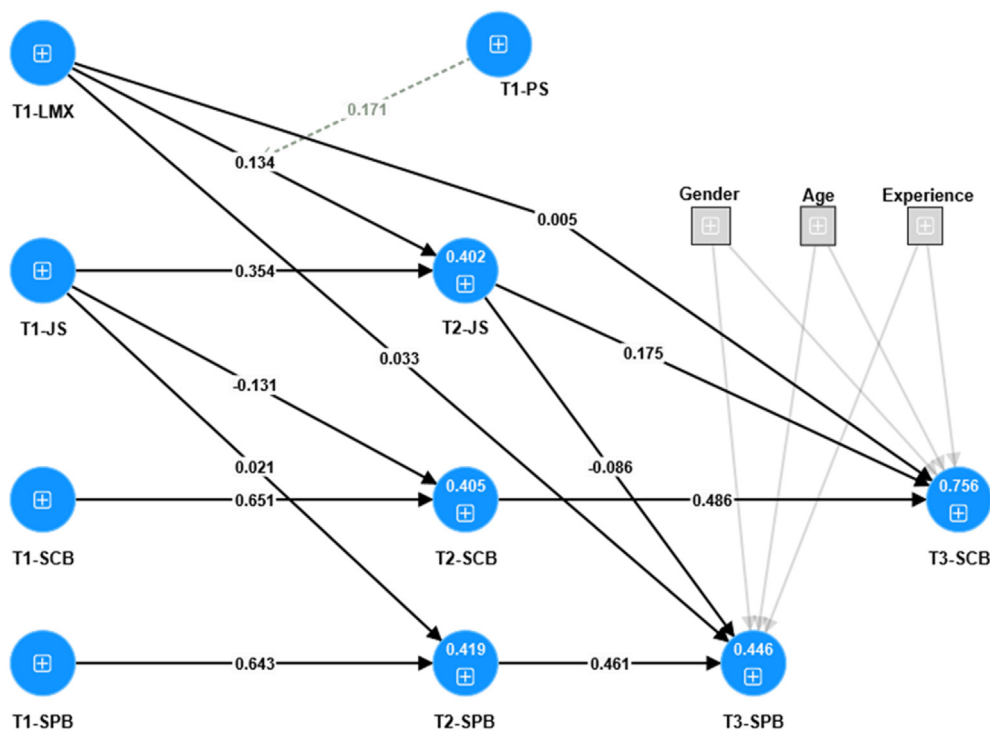 T1-LMX
T1-PS
0.171
0.134
Gender
Age
Experience
0.005
0.402
0.354
T1-JS
T2-JS
0.033
0.175
-0.131
0.021
-0.086
0.651
0.405
0.486
0.756
T1-SCB
T2-SCB
T3-SCB
0.643
0.419
0.461
0.446
T1-SPB
T2-SPB
T3-SPB